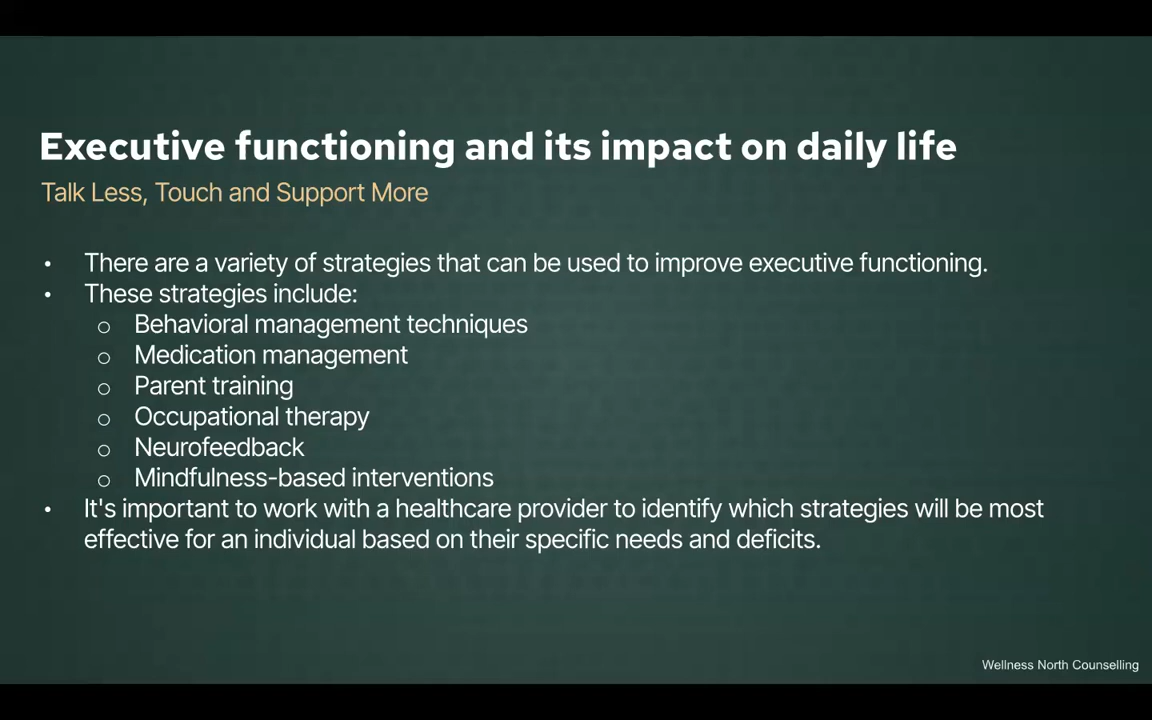 Executive functioning and its impact on daily life
Talk Less, Touch and Support More
• There are a variety of strategies that can be used to improve executive functioning.
• These strategies include:
o Behavioral management techniques
o Medication management
o Parent training
o Occupational therapy
o Neurofeedback
o Mindfulness-based interventions
• It's important to work with a healthcare provider to identify which strategies will be most
effective for an individual based on their specific needs and deficits.
Wellness North Counselling